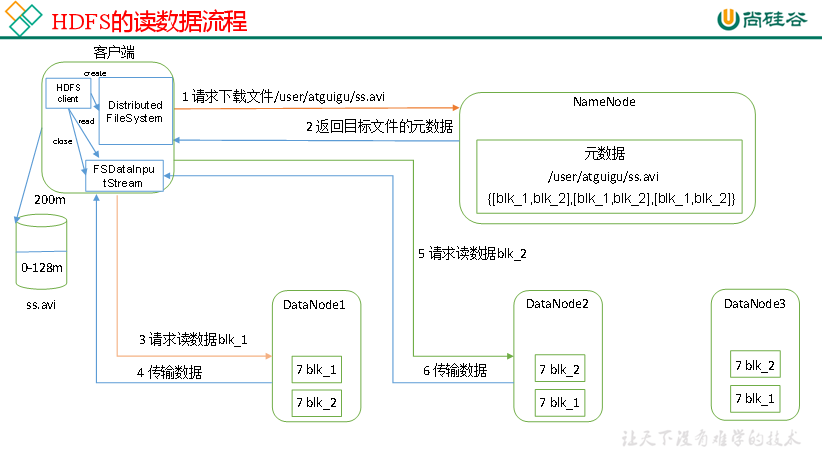 HDFS的读数据流程
尚硅谷
客户端
create
HDFS
client
Distributed
FileSystem
read
close
FSDataInpu
tStream
1 请求下载文件/user/atguigu/ss.avi
2 返回目标文件的元数据
NameNode
元数据
/user/atguigu/ss.avi
{[blk_1,blk_2],[blk_1,blk_2],[blk_1,blk_2]}
200m
0-128m
ss.avi
5 请求读数据blk_2
3 请求读数据blk_1
4 传输数据
6 传输数据
DataNode1
7 blk_1
7 blk_2
DataNode2
7 blk_2
7 blk_1
DataNode3
7 blk_2
7 blk_1
让天下没有难学的技术